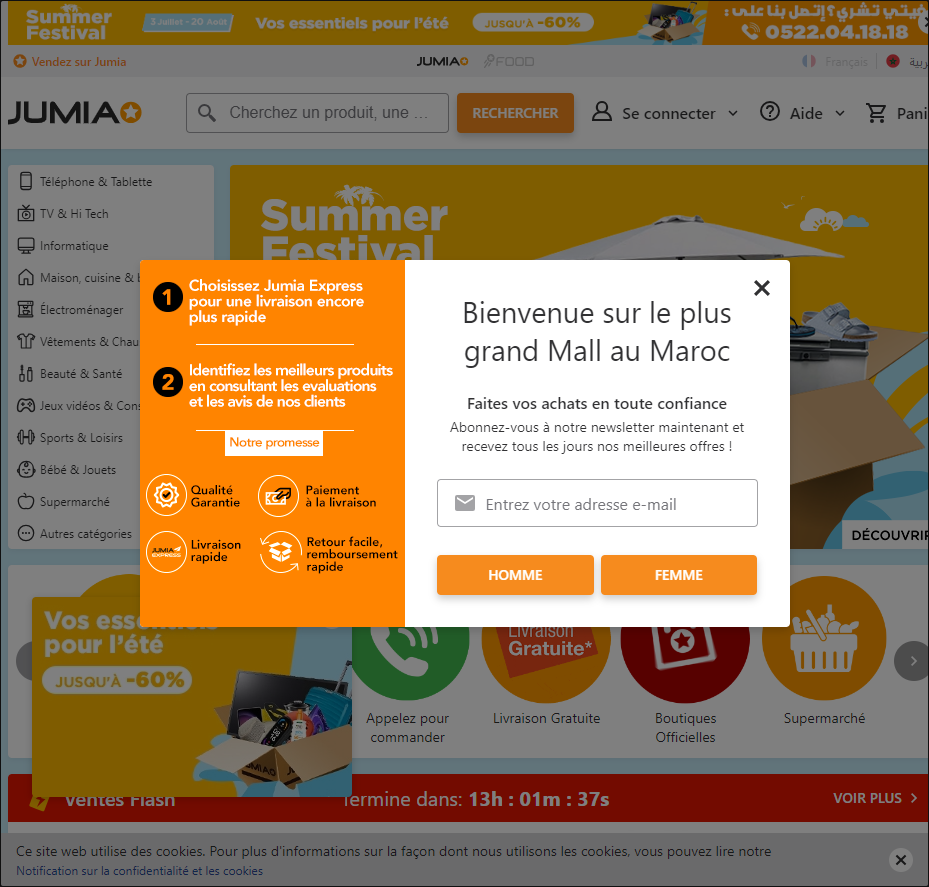 Summer
Festival
3 Juillet - 20 Août
Vos essentiels pour l'été
JUSQU'À -60%
فيتي تشري؟ إتصل بنا على :
0522.04.18.18
Vendez sur Jumia
JUMIA
FOOD
Français
JUMIA
Cherchez un produit, une ...
RECHERCHER
Se connecter
Aide
Téléphone & Tablette
TV & Hi Tech
Informatique
Maison, cuisine &
Électroménager
Vêtements &
Beauté & Santé
Jeux vidéos &
Sports & Loisirs
Bébé & Jouets
Supermarché
Autres catégories
Summer
Festival
DÉCOUVRIR
1
Choisissez Jumia Express
pour une livraison encore
plus rapide
2
Identifiez les meilleurs produits
en consultant les evaluations
et les avis de nos clients
Notre promesse
Qualité
Garantie
Paiement
à la livraison
JUMIA
EXPRESS
Livraison
rapide
Retour facile,
remboursement
rapide
Bienvenue sur le plus
grand Mall au Maroc
Faites vos achats en toute confiance
Abonnez-vous à notre newsletter maintenant et
recevez tous les jours nos meilleures offres !
Entrez votre adresse e-mail
HOMME
FEMME
Vos essentiels
pour l'été
JUSQU'À -60%
JUMIA
Livraison
Gratuite*
Appelez pour
commander
Livraison Gratuite
Boutiques
Officielles
Supermarché
Ventes Flash
Termine dans: 13h : 01m : 37s
VOIR PLUS
Ce site web utilise des cookies. Pour plus d'informations sur la façon dont nous utilisons les cookies, vous pouvez lire notre
Notification sur la confidentialité et les cookies